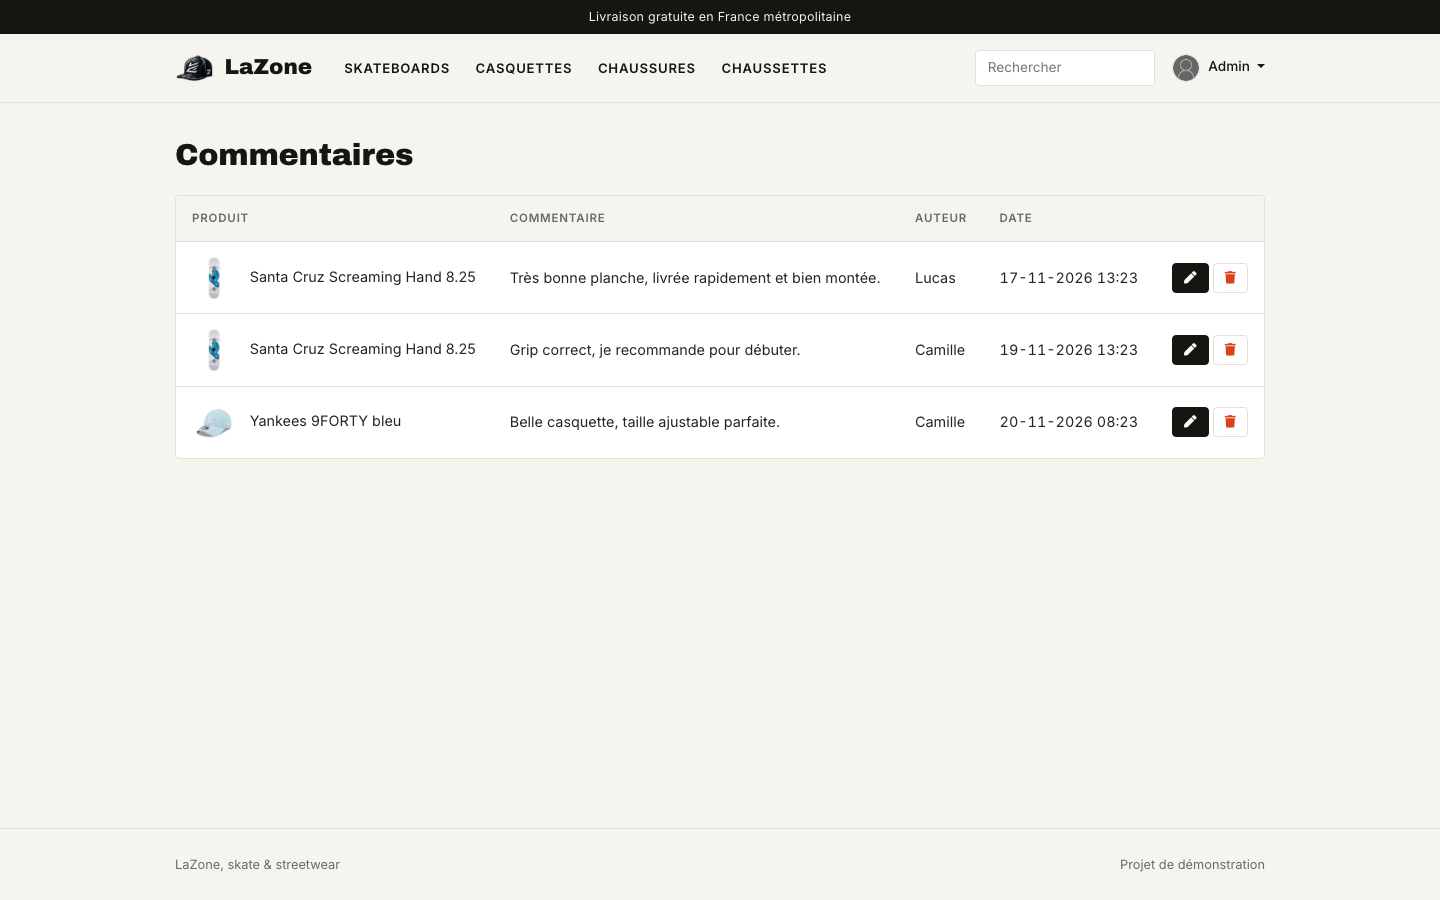 Livraison gratuite en France métropolitaine
LaZone SKATEBOARDS CASQUETTES CHAUSSURES CHAUSSETTES Rechercher Admin
Commentaires
PRODUIT COMMENTAIRE AUTEUR DATE
Santa Cruz Screaming Hand 8.25 Très bonne planche, livrée rapidement et bien montée. Lucas 17-11-2026 13:23
Santa Cruz Screaming Hand 8.25 Grip correct, je recommande pour débuter. Camille 19-11-2026 13:23
Yankees 9FORTY bleu Belle casquette, taille ajustable parfaite. Camille 20-11-2026 08:23
LaZone, skate & streetwear Projet de démonstration